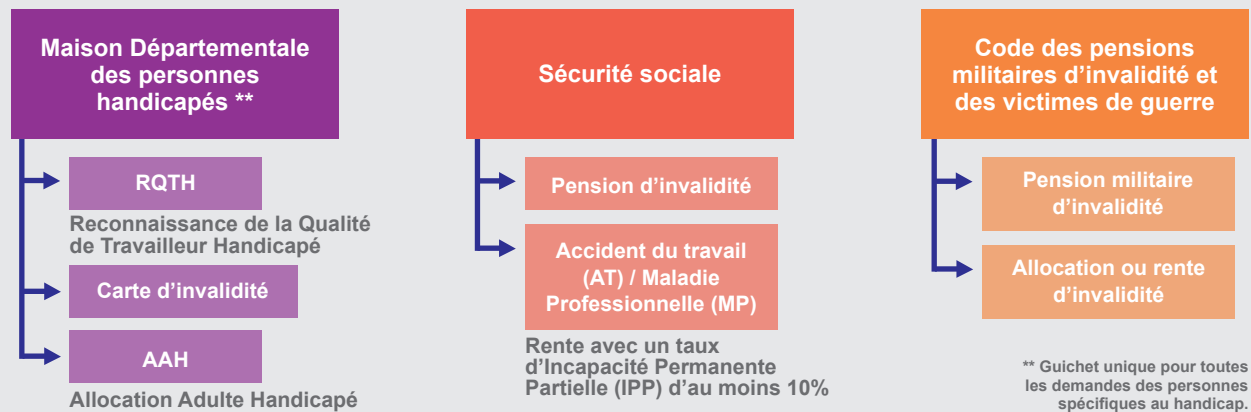 Maison Départementale
des personnes
handicapés **
RQTH
Reconnaissance de la Qualité
de Travailleur Handicapé
Carte d’invalidité
AAH
Allocation Adulte Handicapé
Sécurité sociale
Pension d’invalidité
Accident du travail
(AT) / Maladie
Professionnelle (MP)
Rente avec un taux
d’Incapacité Permanente
Partielle (IPP) d’au moins 10%
Code des pensions
militaires d’invalidité et
des victimes de guerre
Pension militaire
d’invalidité
Allocation ou rente
d’invalidité
** Guichet unique pour toutes
les demandes des personnes
spécifiques au handicap.